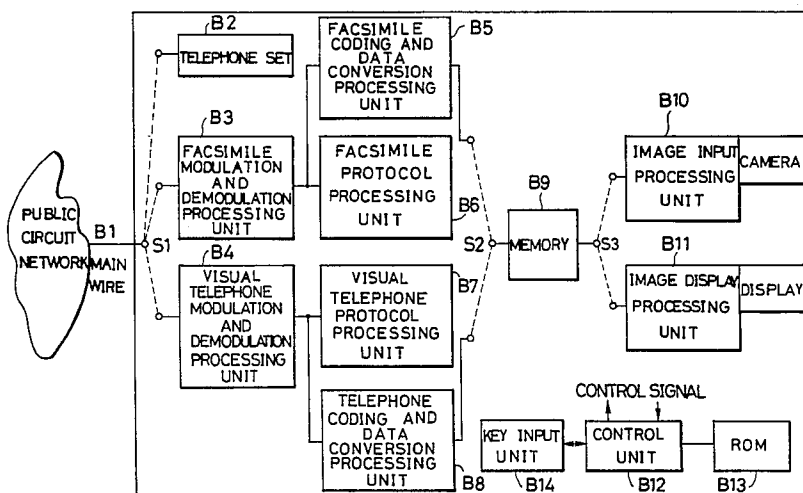 PUBLIC
CIRCUIT
NETWORK
B1
MAIN
WIRE
S1
B2
TELEPHONE SET
B3
FACSIMILE
MODULATION
AND
DEMODULATION
PROCESSING
UNIT
B4
VISUAL
TELEPHONE
MODULATION
AND
DEMODULATION
PROCESSING
UNIT
B5
FACSIMILE
CODING AND
DATA
CONVERSION
PROCESSING
UNIT
FACSIMILE
PROTOCOL
PROCESSING
UNIT
B6
VISUAL
TELEPHONE
PROTOCOL
PROCESSING
UNIT
B7
TELEPHONE
CODING AND
DATA
CONVERSION
PROCESSING
UNIT
B8
S2
B9
MEMORY
S3
B10
IMAGE INPUT
PROCESSING
UNIT
CAMERA
B11
IMAGE DISPLAY
PROCESSING
UNIT
DISPLAY
CONTROL SIGNAL
KEY INPUT
UNIT
B14
CONTROL
UNIT
B12
ROM
B13